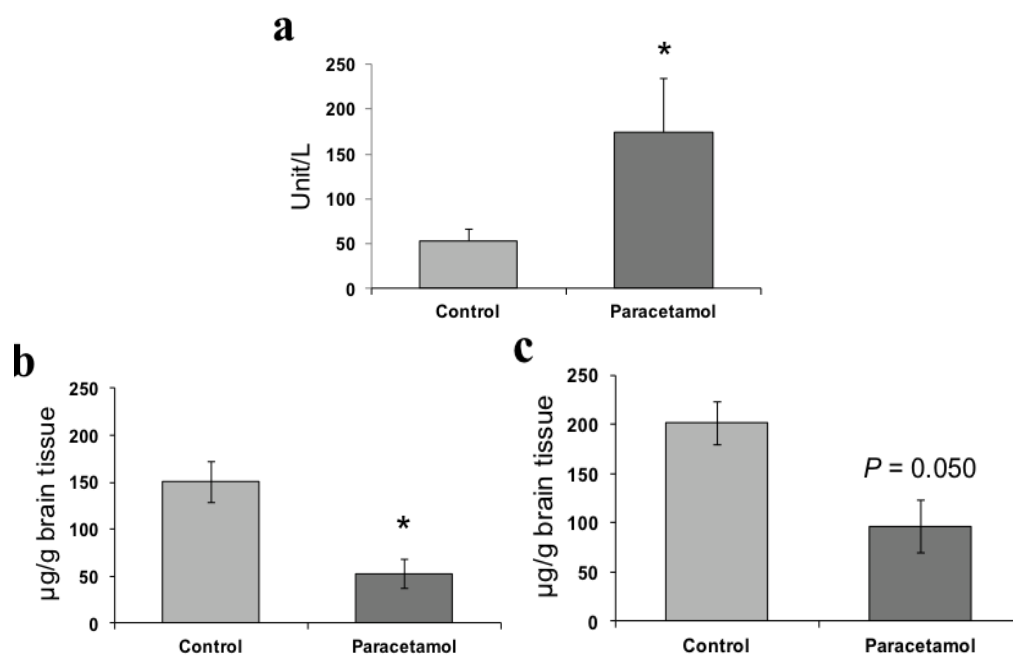 a
*
250
200
150
100
50
0
Unit/L
Control Paracetamol
b
250
200
150
100
50
0
µg/g brain tissue
*
Control Paracetamol
c
250
200
150
100
50
0
µg/g brain tissue
P = 0.050
Control Paracetamol